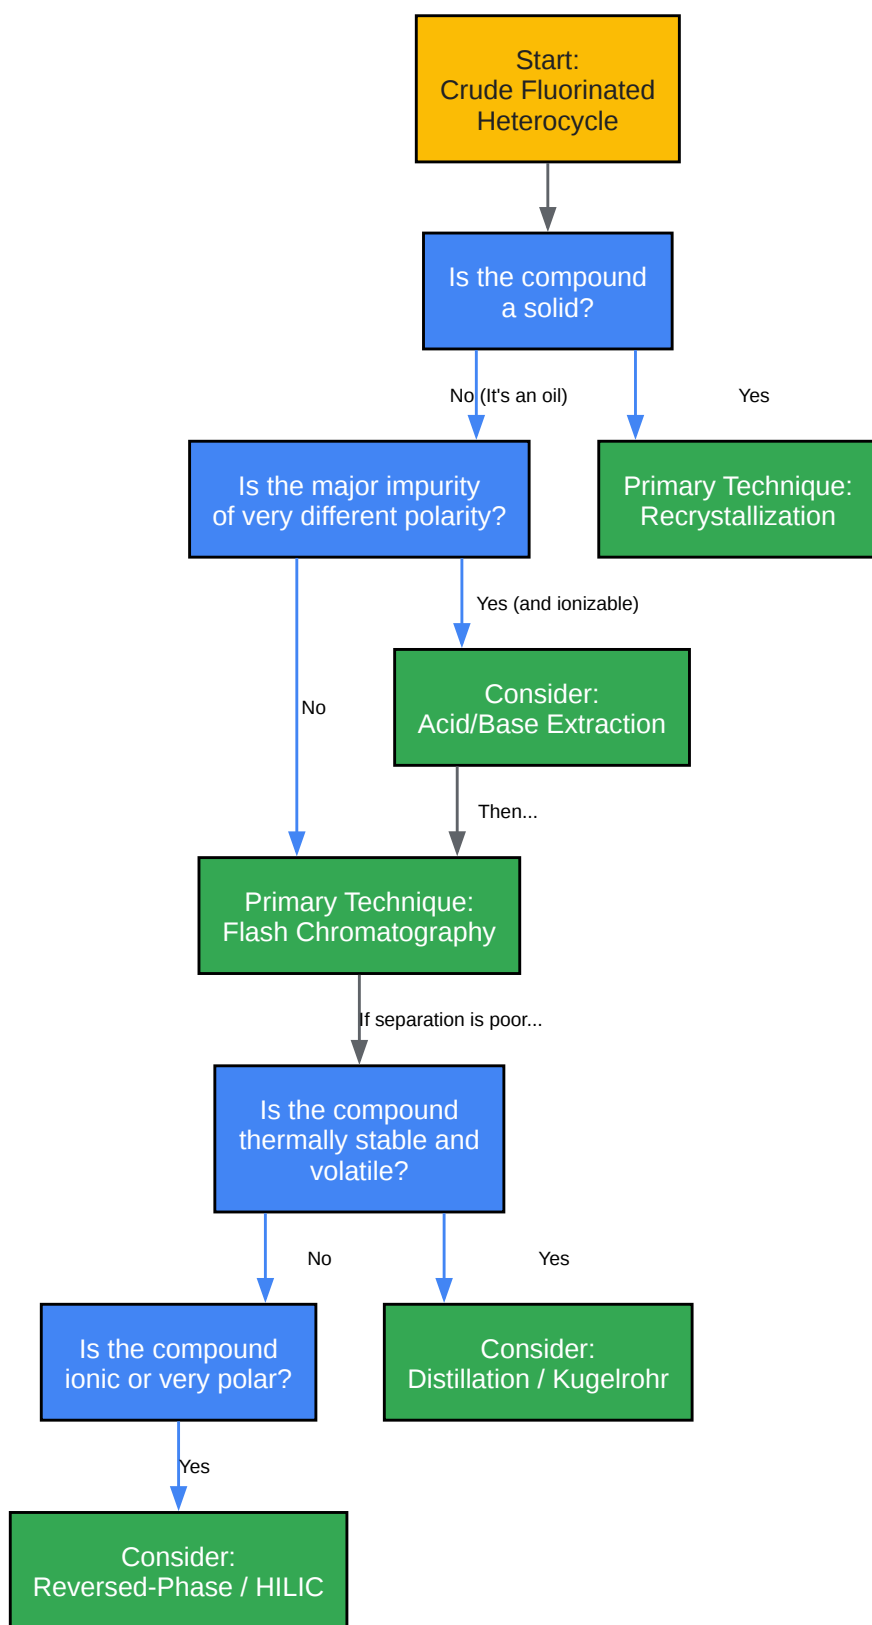 Start:
Crude Fluorinated
Heterocycle
Is the compound
a solid?
No (It's an oil)
Yes
Is the major impurity
of very different polarity?
Primary Technique:
Recrystallization
Yes (and ionizable)
Consider:
Acid/Base Extraction
No
Then...
Primary Technique:
Flash Chromatography
If separation is poor...
Is the compound
thermally stable and
volatile?
No
Yes
Is the compound
ionic or very polar?
Consider:
Distillation / Kugelrohr
Yes
Consider:
Reversed-Phase / HILIC